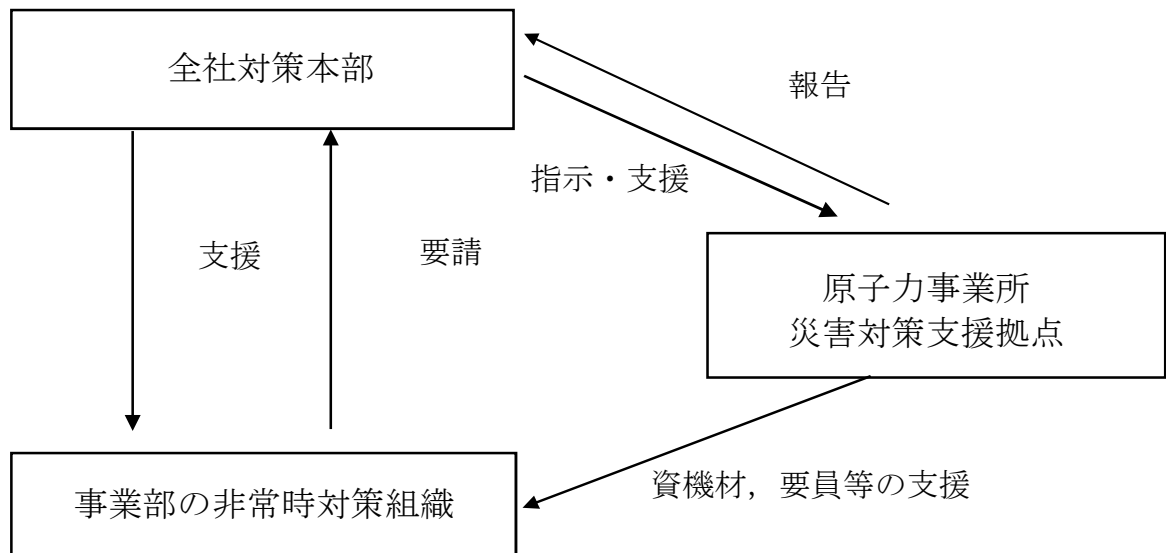 全社対策本部
報告
指示・支援
支援
要請
原子力事業所
災害対策支援拠点
資機材，要員等の支援
事業部の非常時対策組織